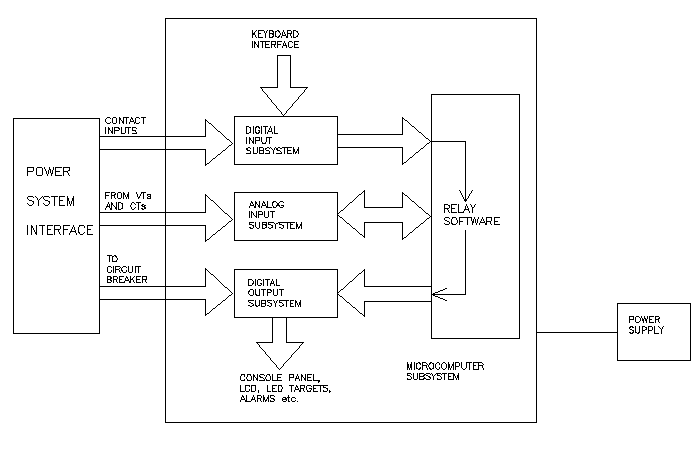 KEYBOARD
INTERFACE
CONTACT
INPUTS
DIGITAL
INPUT
SUBSYSTEM
POWER
SYSTEM
INTERFACE
FROM VTs
AND CTs
ANALOG
INPUT
SUBSYSTEM
RELAY
SOFTWARE
TO
CIRCUIT
BREAKER
DIGITAL
OUTPUT
SUBSYSTEM
POWER
SUPPLY
MICROCOMPUTER
SUBSYSTEM
CONSOLE PANEL,
LCD, LED TARGETS,
ALARMS etc.